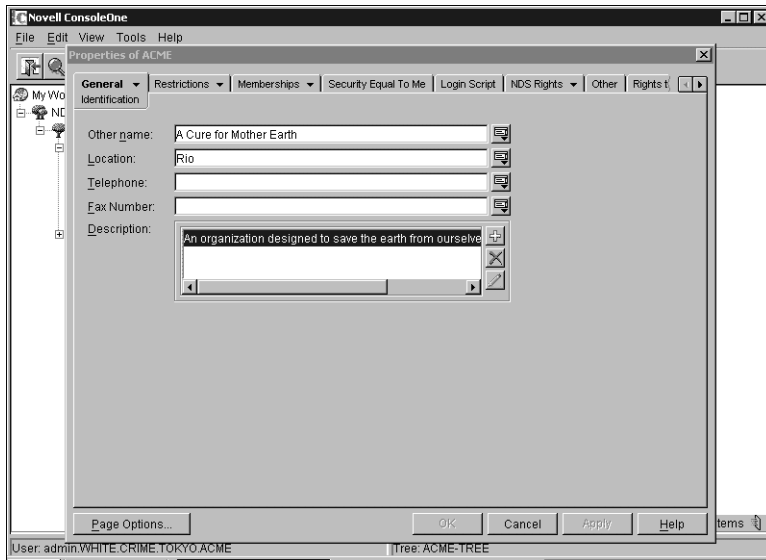 Novell ConsoleOne
File Edit View Tools Help
Properties of ACME
General Restrictions Memberships Security Equal To Me Login Script NDS Rights Other Rights t
Identification
My Wo
ND
Other name: A Cure for Mother Earth
Location: Rio
Telephone:
Fax Number:
Description: An organization designed to save the earth from ourselve
Page Options... OK Cancel Apply Help
tems
User: admin.WHITE.CRIME.TOKYO.ACME Tree: ACME-TREE